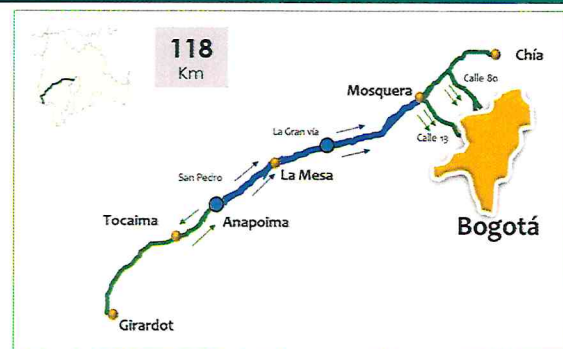 118
Km
Chía
Calle 80
Mosquera
La Gran vía
Calle 13
San Pedro
La Mesa
Tocaima
Anapoima
Bogotá
Girardot